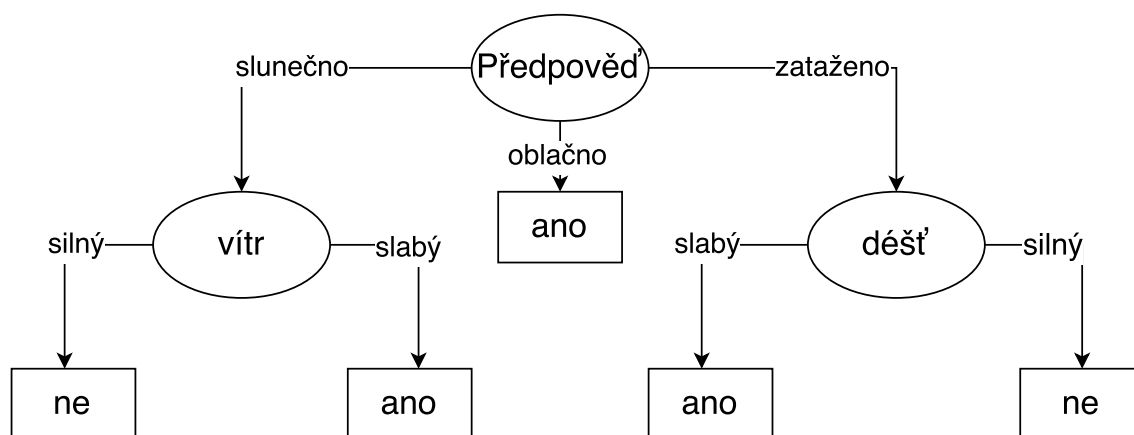 Předpověď
slunečno
zataženo
oblačno
ano
vítr
déšť
silný
slabý
slabý
silný
ne
ano
ano
ne